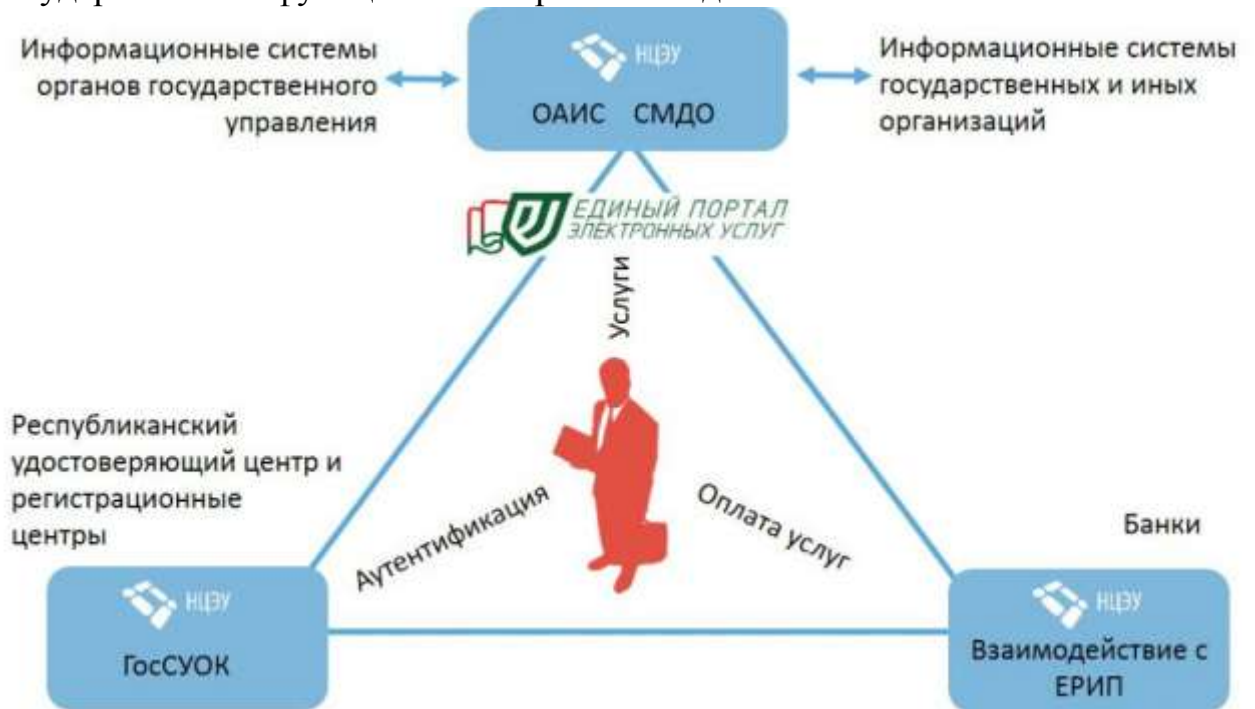 Информационные системы
органов государственного
управления
НЦЭУ
ОАИС СМДО
Информационные системы
государственных и иных
организаций
ЕДИНЫЙ ПОРТАЛ
ЭЛЕКТРОННЫХ УСЛУГ
Услуги
Республиканский
удостоверяющий центр и
регистрационные
центры
Аутентификация
Оплата услуг
Банки
НЦЭУ
ГосСУОК
НЦЭУ
Взаимодействие с
ЕРИП